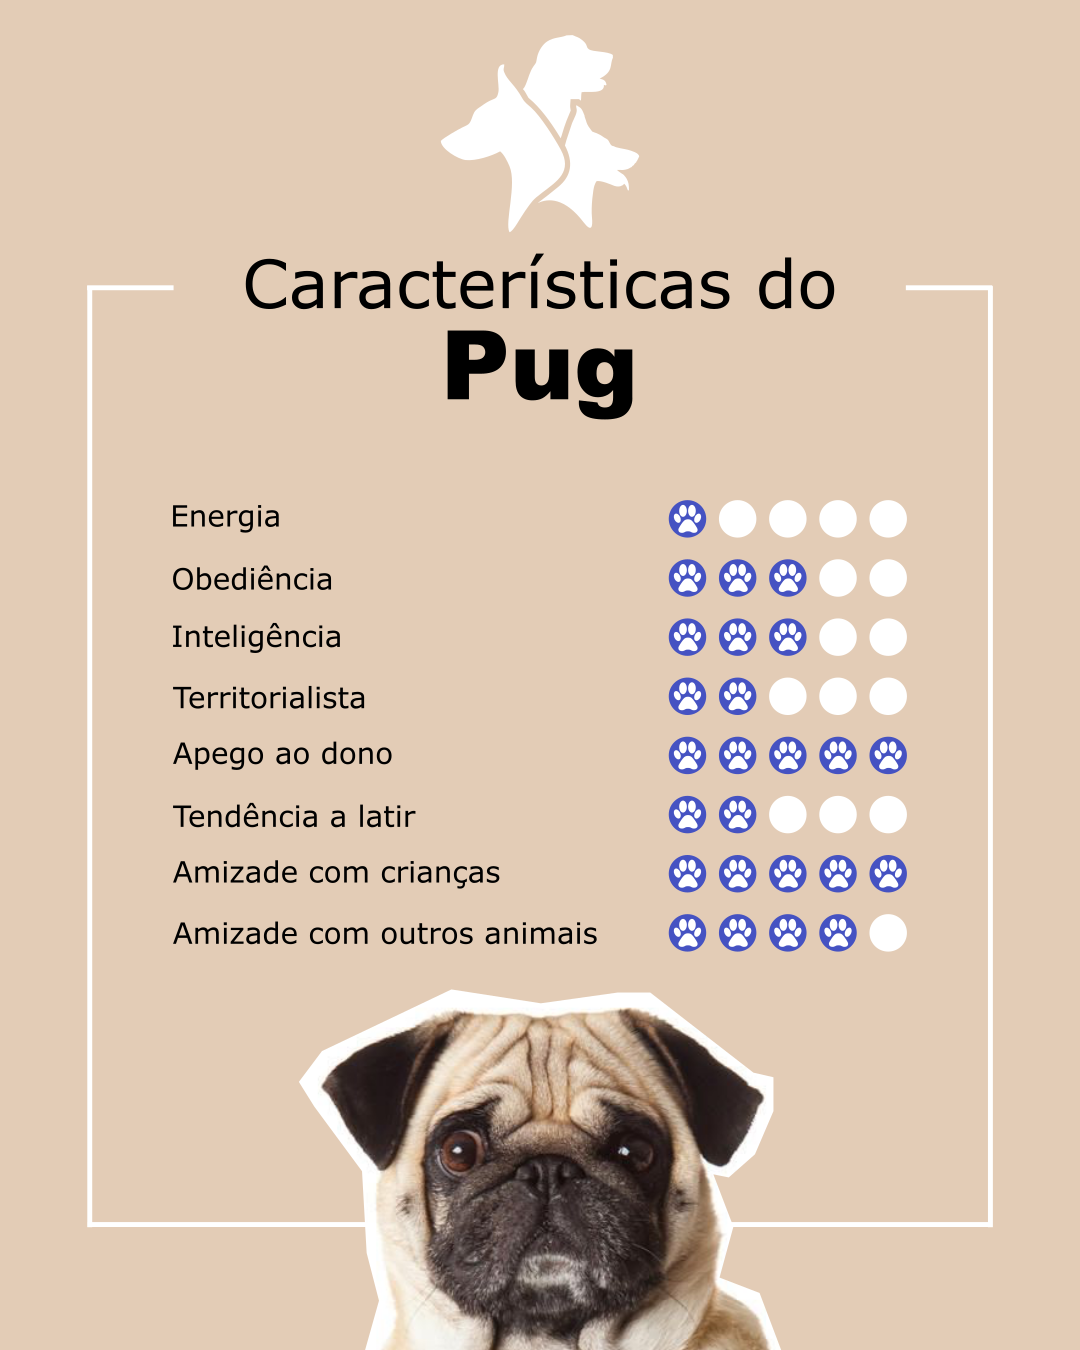 Características do
Pug
Energia
Obediência
Inteligência
Territorialista
Apego ao dono
Tendência a latir
Amizade com crianças
Amizade com outros animais